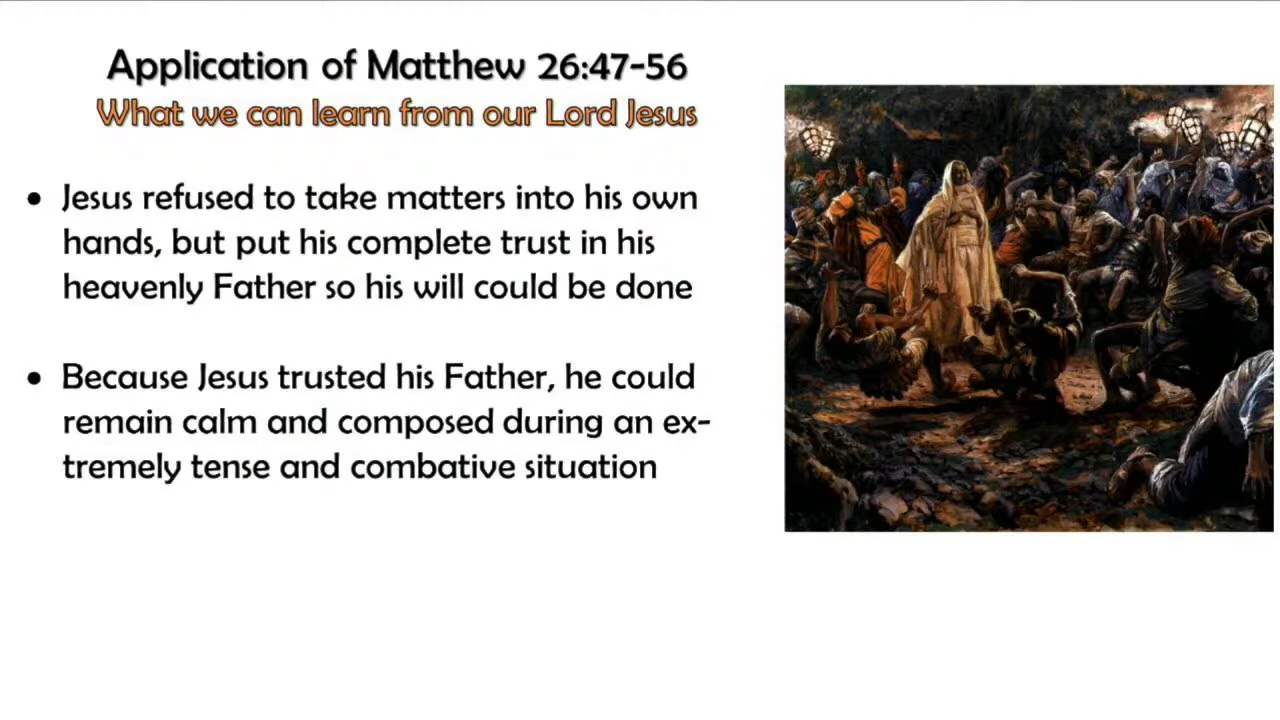 Application of Matthew 26:47-56
What we can learn from our Lord Jesus
• Jesus refused to take matters into his own
hands, but put his complete trust in his
heavenly Father so his will could be done
• Because Jesus trusted his Father, he could
remain calm and composed during an ex-
tremely tense and combative situation